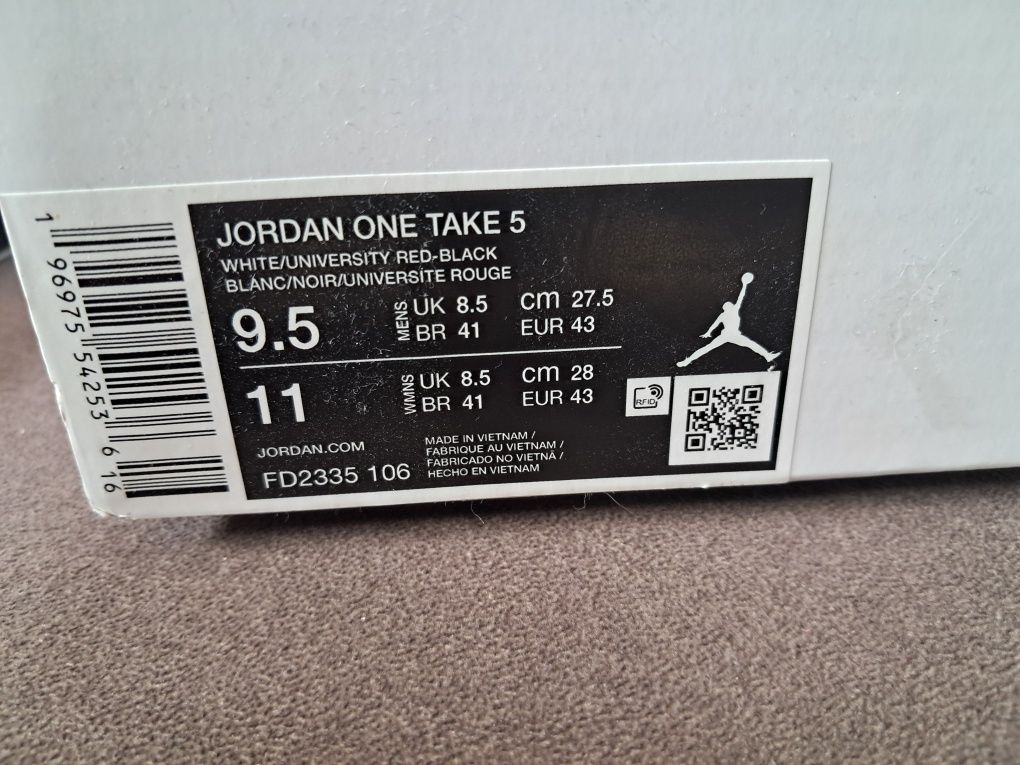 JORDAN ONE TAKE 5
WHITE/UNIVERSITY RED-BLACK
BLANC/NOIR/UNIVERSITE ROUGE
9.5 MENS UK 8.5 CM 27.5
BR 41 EUR 43
11 WMNS UK 8.5 CM 28
BR 41 EUR 43
RFID
JORDAN.COM
FD2335 106
MADE IN VIETNAM /
FABRIQUE AU VIETNAM /
FABRICADO NO VIETNÃ /
HECHO EN VIETNAM
1 96975 54253 6 16